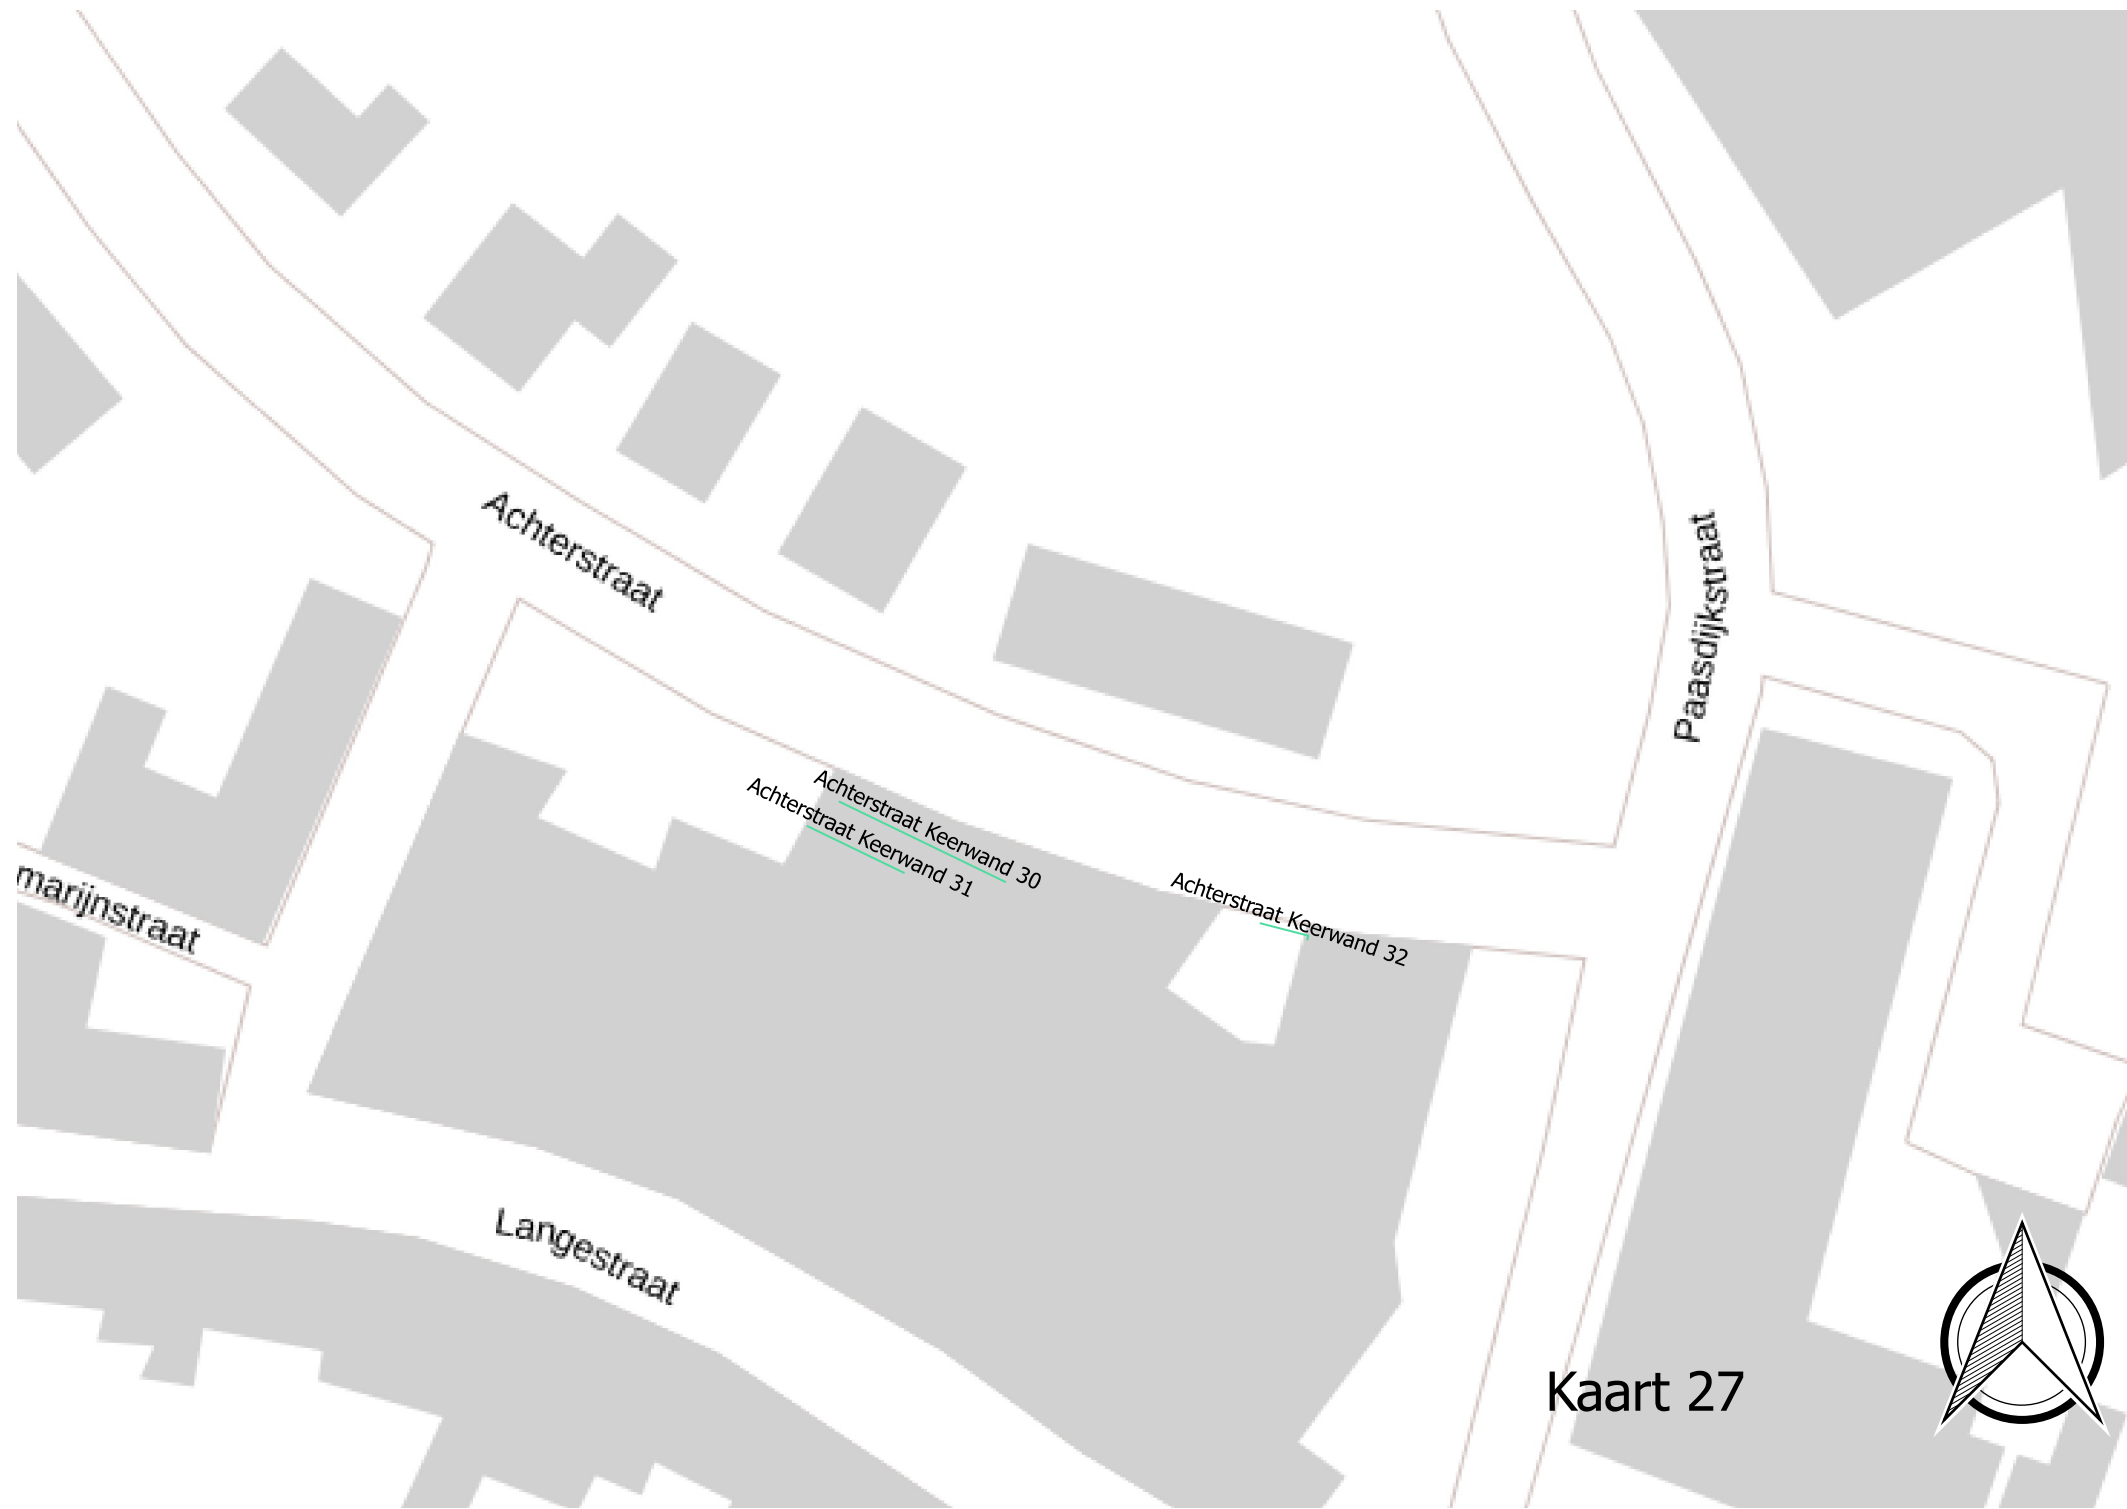 Achterstraat
Paasdijkstraat
Achterstraat Keerwand 30
Achterstraat Keerwand 31
Achterstraat Keerwand 32
marijnstraat
Langestraat
Kaart 27